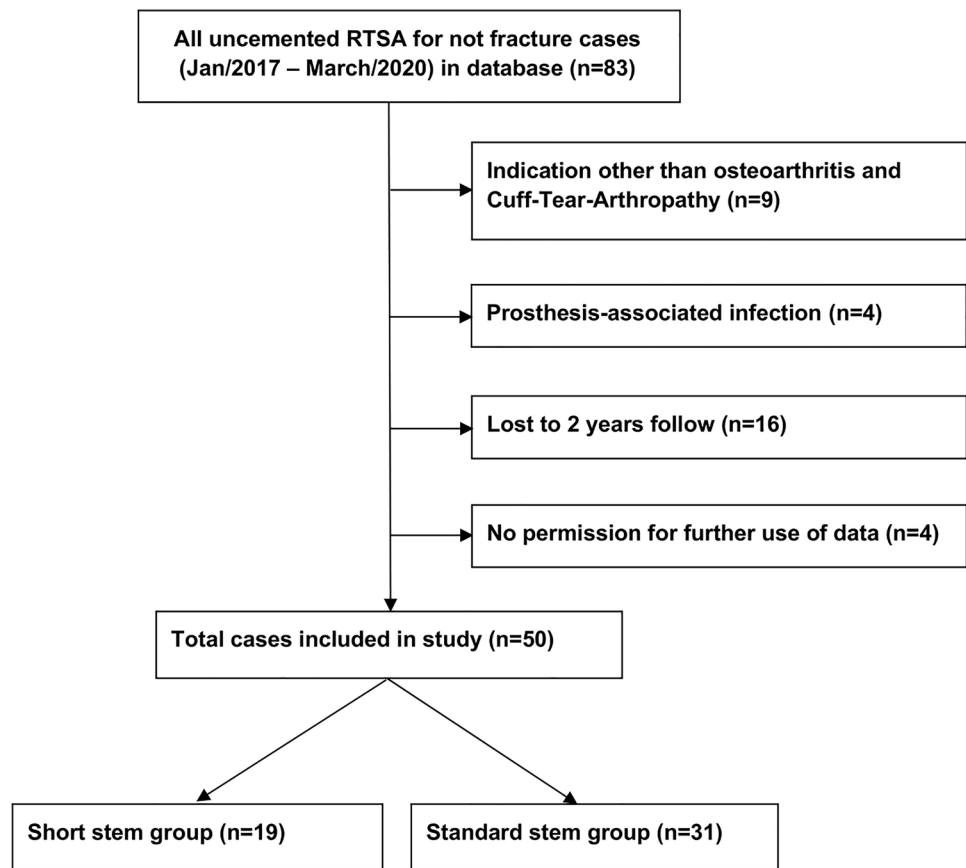 All uncemented RTSA for not fracture cases
(Jan/2017 – March/2020) in database (n=83)
Indication other than osteoarthritis and
Cuff-Tear-Arthropathy (n=9)
Prosthesis-associated infection (n=4)
Lost to 2 years follow (n=16)
No permission for further use of data (n=4)
Total cases included in study (n=50)
Short stem group (n=19)
Standard stem group (n=31)